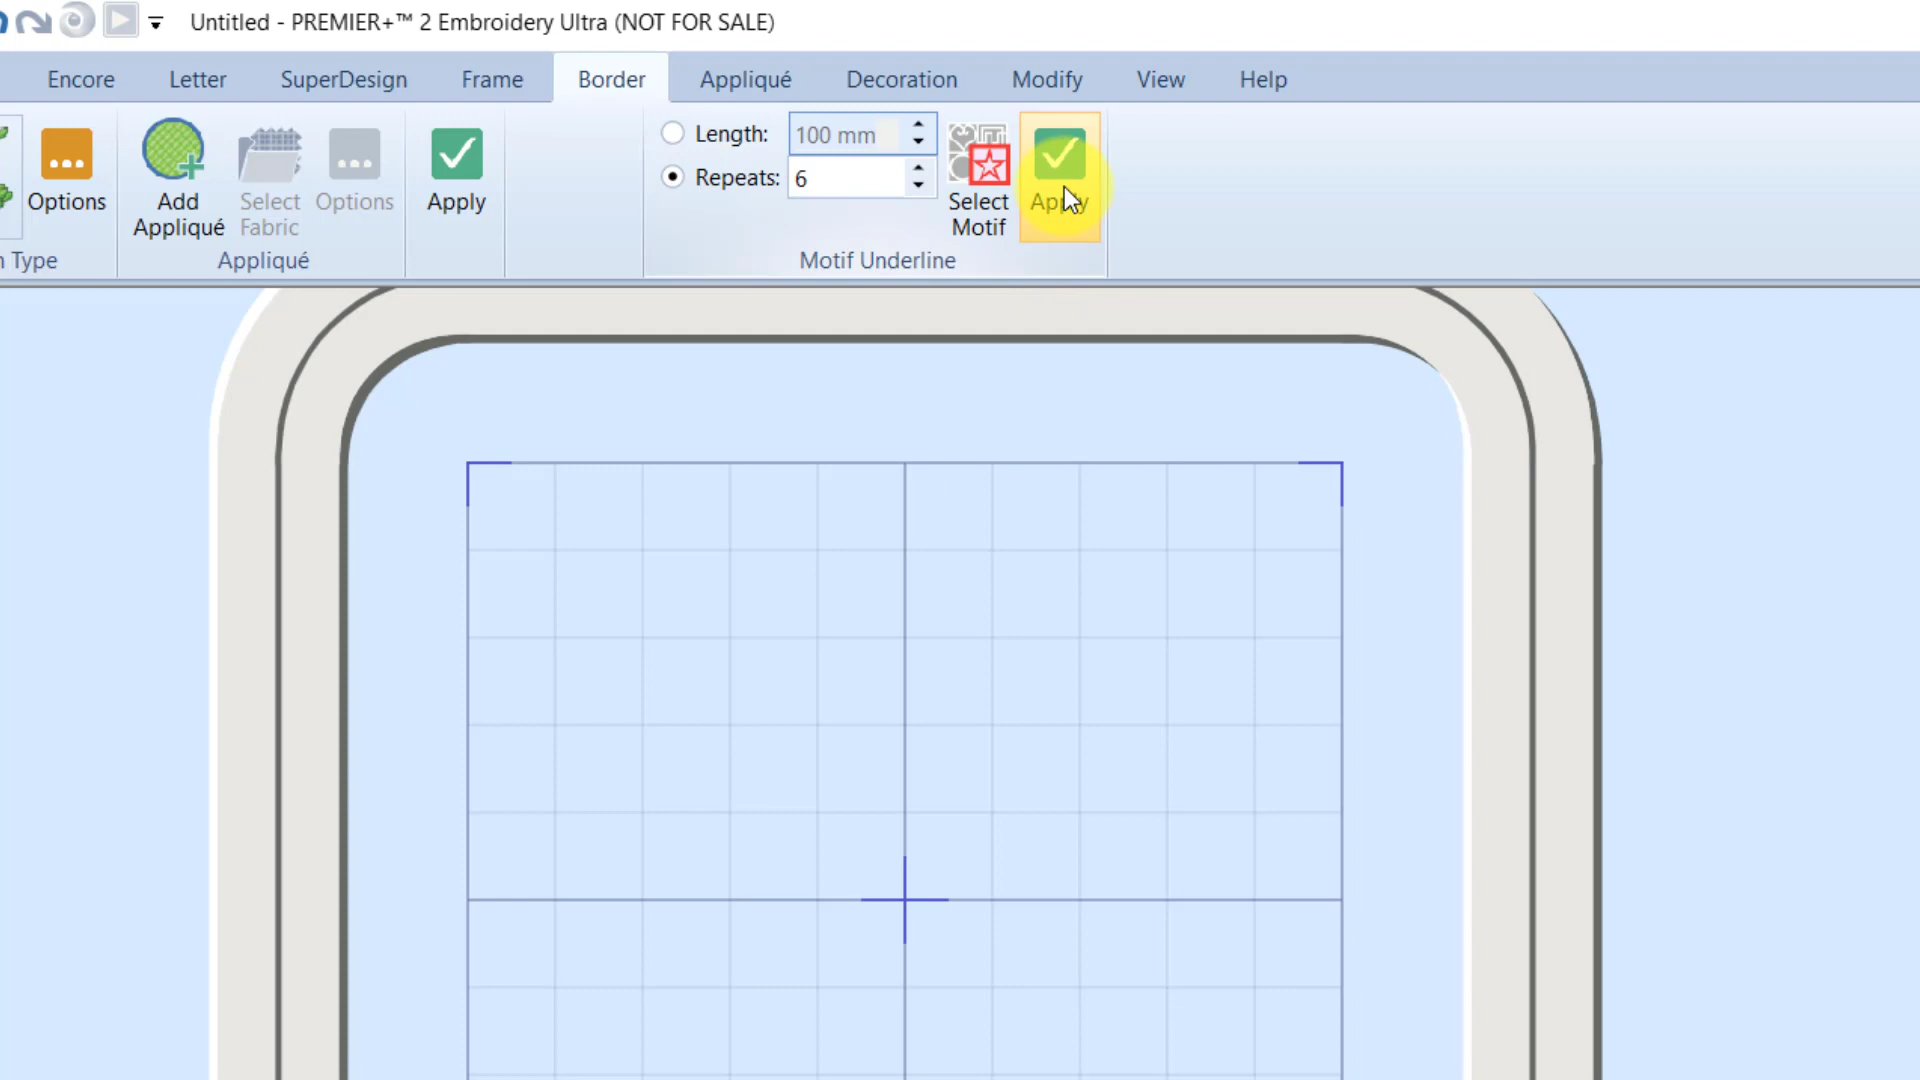 Untitled - PREMIER+™ 2 Embroidery Ultra (NOT FOR SALE)
Encore Letter SuperDesign Frame Border Appliqué Decoration Modify View Help
Length: 100 mm
Repeats: 6
Options
Add Appliqué
Select Fabric
Options
Apply
Select Motif
Apply
Type
Appliqué
Motif Underline